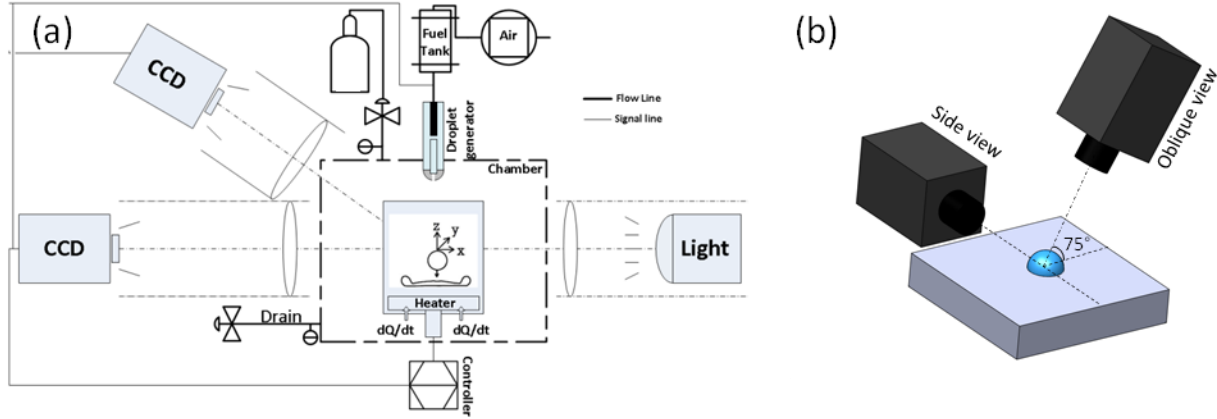 (a)
CCD
Fuel
Tank
Air
Flow Line
Signal line
Droplet
generator
Chamber
CCD
z
y
x
Light
Heater
Drain
dQ/dt
dQ/dt
Controller
(b)
Side view
Oblique view
75°